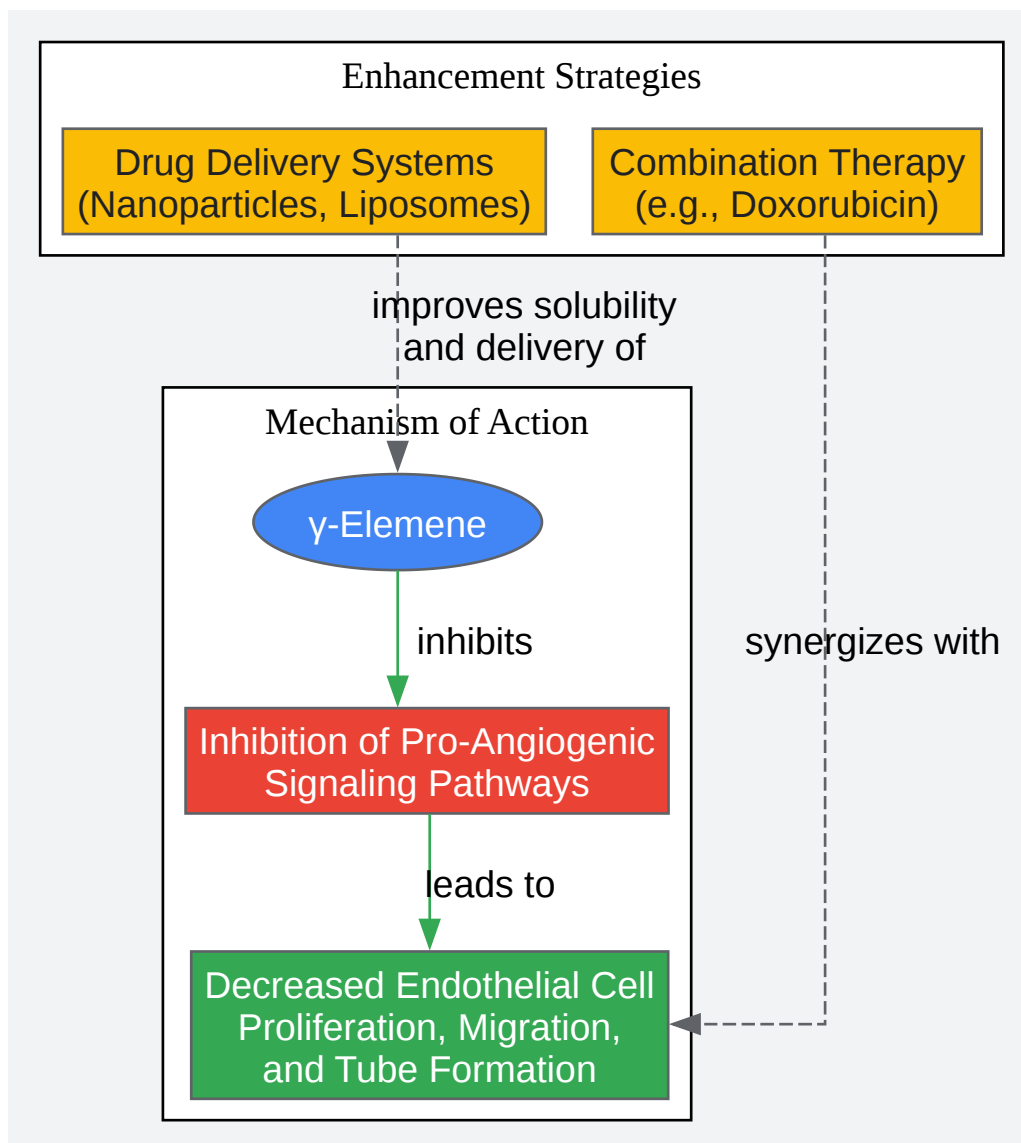 Enhancement Strategies
Drug Delivery Systems
(Nanoparticles, Liposomes)
Combination Therapy
(e.g., Doxorubicin)
improves solubility
and delivery of
Mechanism of Action
γ-Elemene
inhibits
synergizes with
Inhibition of Pro-Angiogenic
Signaling Pathways
leads to
Decreased Endothelial Cell
Proliferation, Migration,
and Tube Formation